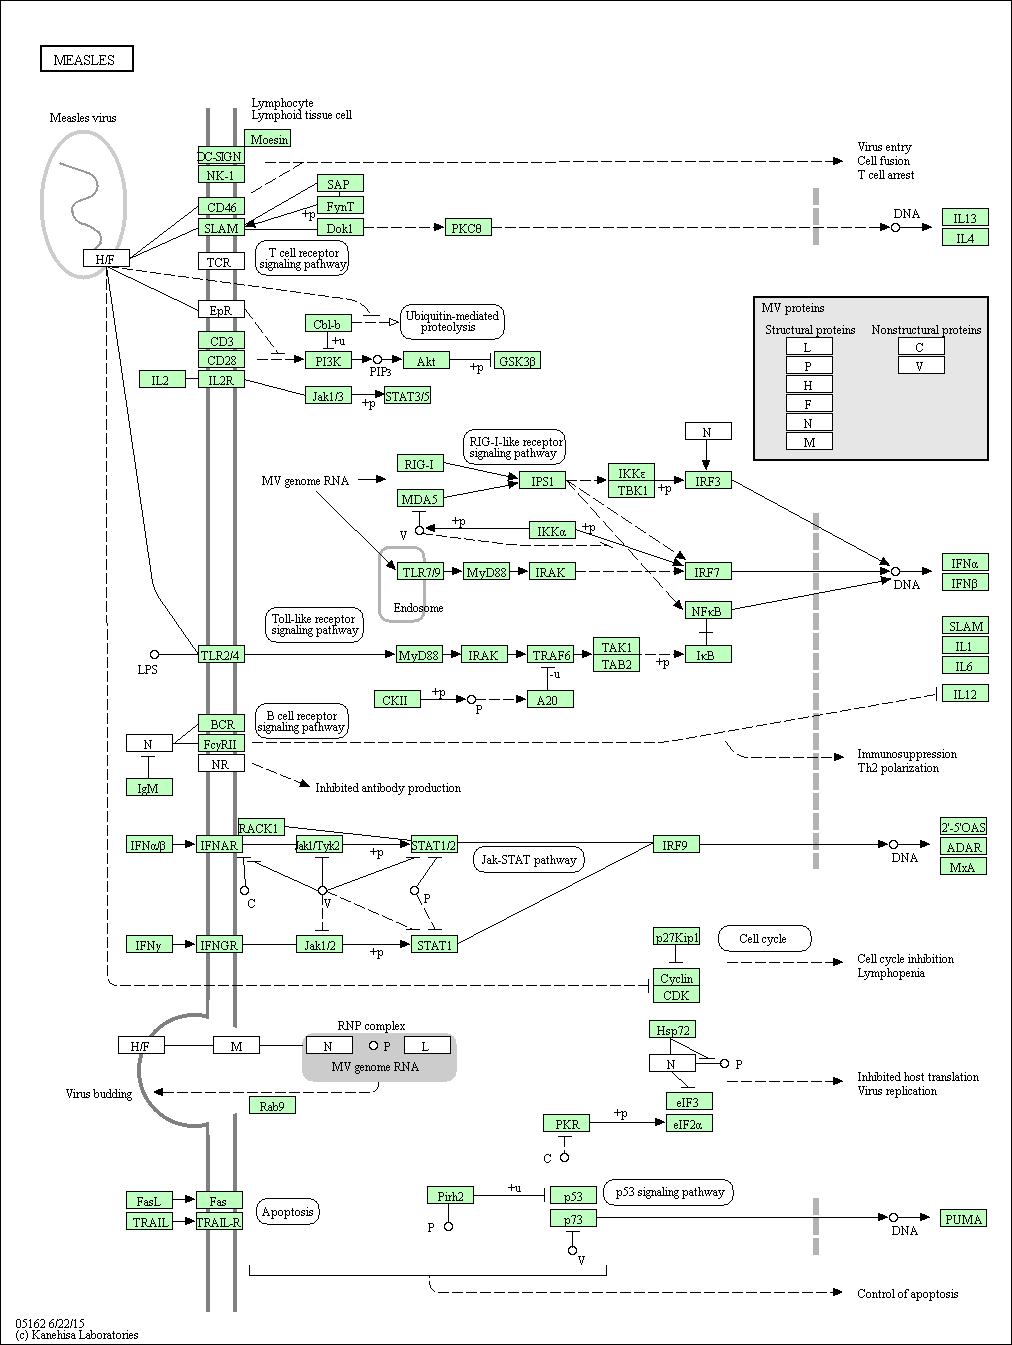 MEASLES
Measles virus
Lymphocyte
Lymphoid tissue cell
Moesin
DC-SIGN
NK-1
Virus entry
Cell fusion
T cell arrest
CD46
SLAM
SAP
FynT
+p
Dok1
PKCθ
DNA
IL13
IL4
H/F
TCR
T cell receptor
signaling pathway
EpR
Cbl-b
+u
Ubiquitin-mediated
proteolysis
CD3
CD28
PI3K
PIP3
Akt
+p
GSK3β
IL2
IL2R
Jak1/3
+p
STAT3/5
MV proteins
Structural proteins
Nonstructural proteins
L
P
H
F
N
M
C
V
N
RIG-I-like receptor
signaling pathway
RIG-I
MV genome RNA
MDA5
IPS1
IKKε
TBK1
+p
IRF3
V
+p
IKKα
+p
TLR7/9
MyD88
IRAK
IRF7
Endosome
DNA
IFNα
IFNβ
NFκB
Toll-like receptor
signaling pathway
LPS
TLR2/4
MyD88
IRAK
TRAF6
TAK1
TAB2
+p
IκB
-u
CKII
+p
P
A20
SLAM
IL1
IL6
IL12
BCR
B cell receptor
signaling pathway
N
FcγRII
NR
IgM
Inhibited antibody production
Immunosuppression
Th2 polarization
RACK1
IFNα/β
IFNAR
Jak1/Tyk2
+p
STAT1/2
Jak-STAT pathway
IRF9
DNA
2'-5'OAS
ADAR
MxA
C
V
P
IFNγ
IFNGR
Jak1/2
+p
STAT1
p27Kip1
Cell cycle
Cyclin
CDK
Cell cycle inhibition
Lymphopenia
RNP complex
H/F
M
N
P
L
MV genome RNA
Virus budding
Rab9
Hsp72
N
P
eIF3
Inhibited host translation
Virus replication
PKR
+p
eIF2α
C
FasL
Fas
TRAIL
TRAIL-R
Apoptosis
Pirh2
+u
p53
p53 signaling pathway
P
p73
V
DNA
PUMA
Control of apoptosis
05162 6/22/15
(c) Kanehisa Laboratories